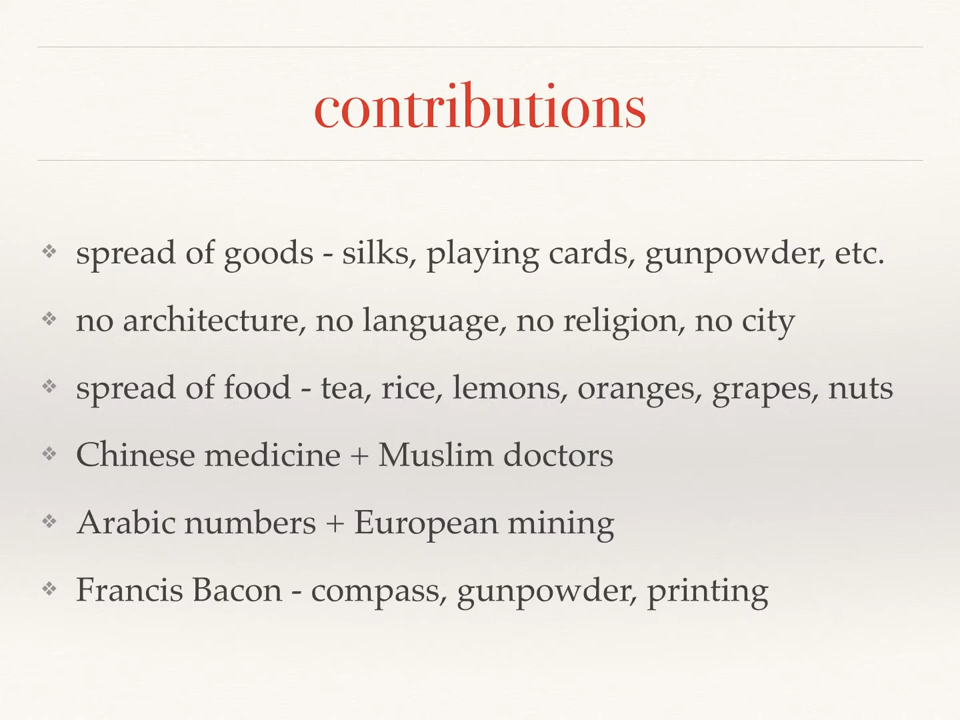 contributions
❖ spread of goods - silks, playing cards, gunpowder, etc.
❖ no architecture, no language, no religion, no city
❖ spread of food - tea, rice, lemons, oranges, grapes, nuts
❖ Chinese medicine + Muslim doctors
❖ Arabic numbers + European mining
❖ Francis Bacon - compass, gunpowder, printing